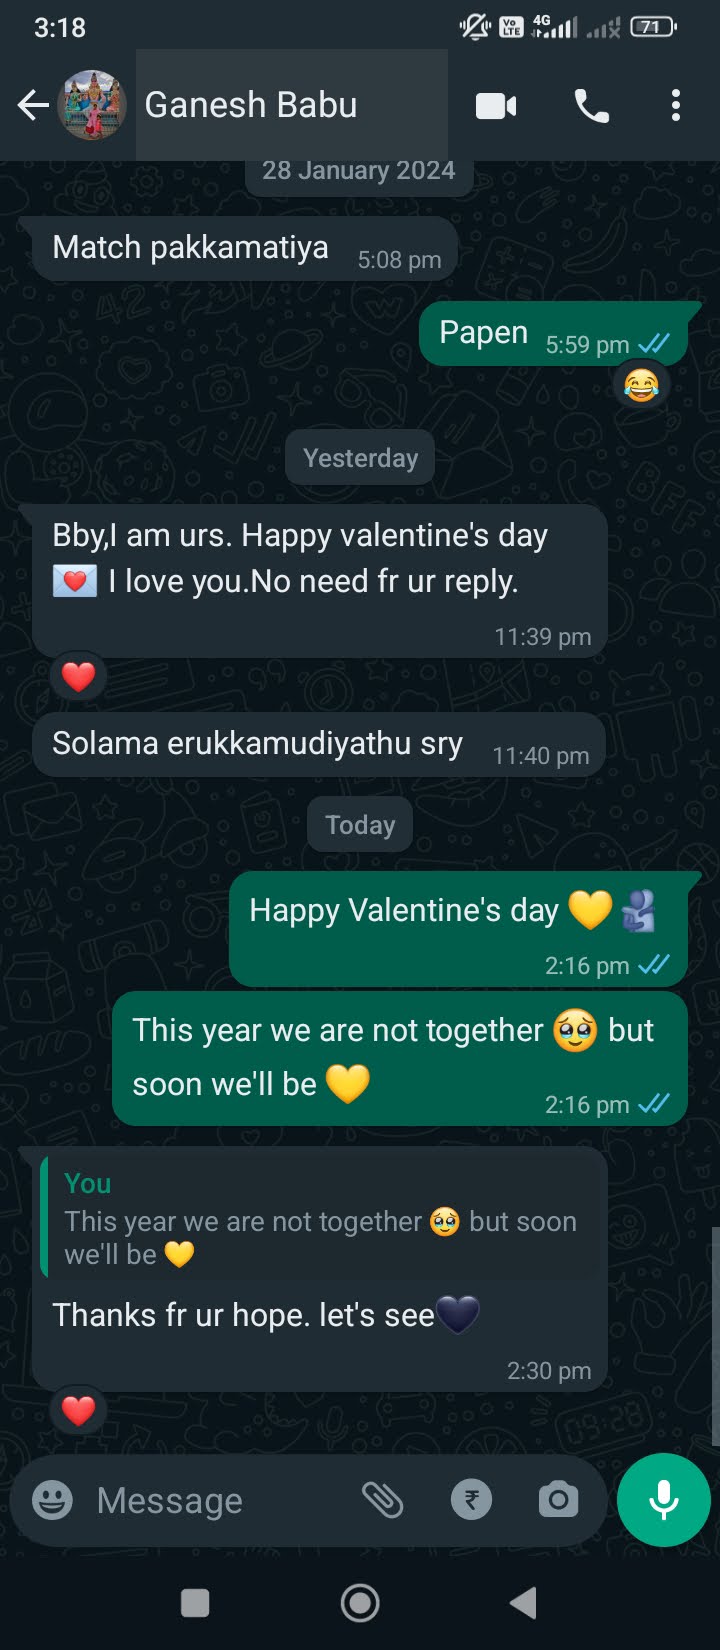 3:18
Vo LTE 4G 71
Ganesh Babu
28 January 2024
Match pakkamatiya 5:08 pm
Papen 5:59 pm
😂
Yesterday
Bby,I am urs. Happy valentine's day
💌 I love you.No need fr ur reply.
11:39 pm
❤️
Solama erukkamudiyathu sry 11:40 pm
Today
Happy Valentine's day 💛🫂
2:16 pm
This year we are not together 🥹 but
soon we'll be 💛
2:16 pm
You
This year we are not together 🥹 but soon
we'll be 💛
Thanks fr ur hope. let's see🖤
2:30 pm
❤️
Message